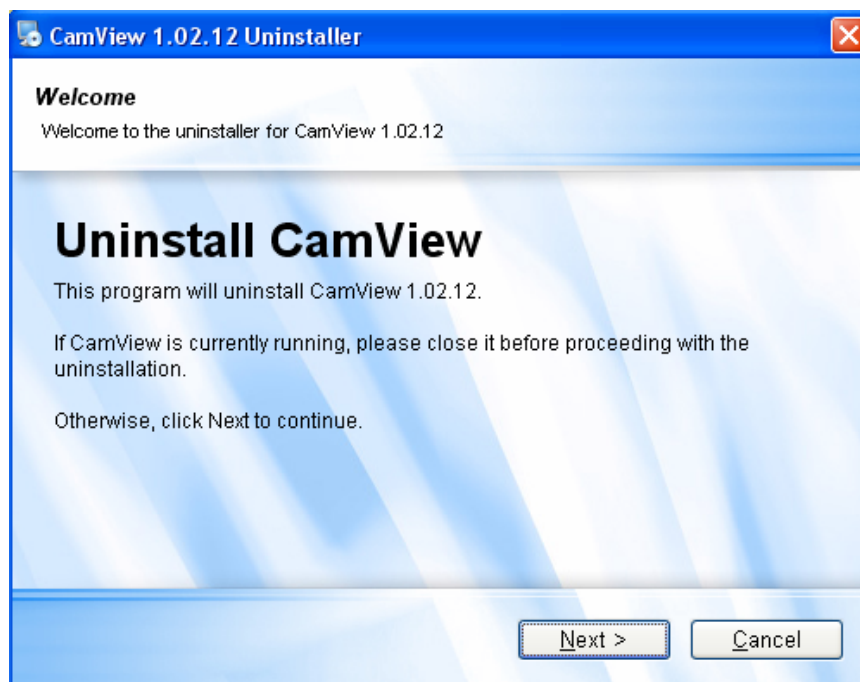 CamView 1.02.12 Uninstaller
Welcome
Welcome to the uninstaller for CamView 1.02.12
Uninstall CamView
This program will uninstall CamView 1.02.12.
If CamView is currently running, please close it before proceeding with the
uninstallation.
Otherwise, click Next to continue.
Next >
Cancel